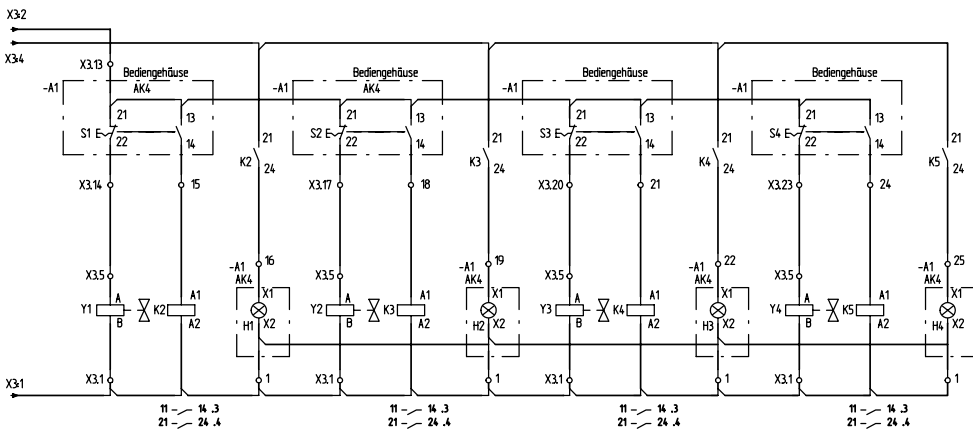 X3:2
X3:4
X3.13
Bediengehäuse
AK4
-A1
Bediengehäuse
AK4
-A1
Bediengehäuse
-A1
Bediengehäuse
-A1
21 13
S1 E
22 14
21
K2
24
21 13
S2 E
22 14
21
K3
24
21 13
S3 E
22 14
21
K4
24
21 13
S4 E
22 14
21
K5
24
X3.14 15 X3.17 18 X3.20 21 X3.23 24
16 19 22 25
X3.5 X3.5 X3.5 X3.5
-A1
AK4
-A1
AK4
-A1
AK4
-A1
AK4
A A1 X1
Y1 K2
B A2 H1 X2
A A1 X1
Y2 K3
B A2 H2 X2
A A1 X1
Y3 K4
B A2 H3 X2
A A1 X1
Y4 K5
B A2 H4 X2
X3:1
X3.1 1 X3.1 1 X3.1 1 X3.1 1
11 14 .3
21 24 .4
11 14 .3
21 24 .4
11 14 .3
21 24 .4
11 14 .3
21 24 .4